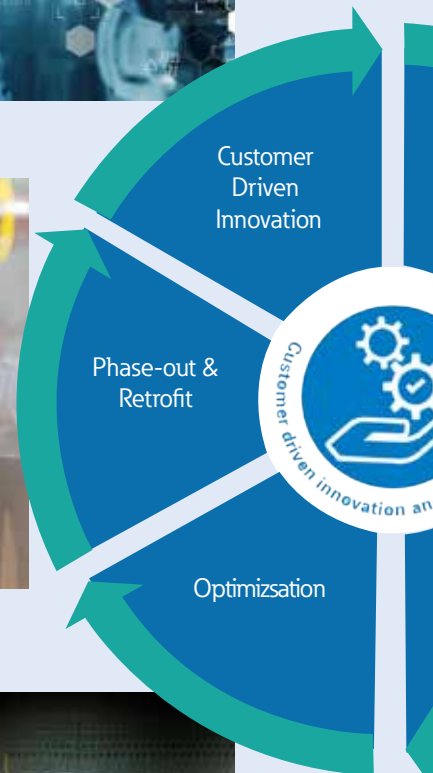 Customer
Driven
Innovation
Phase-out &
Retrofit
Customer driven innovation an
Optimizsation